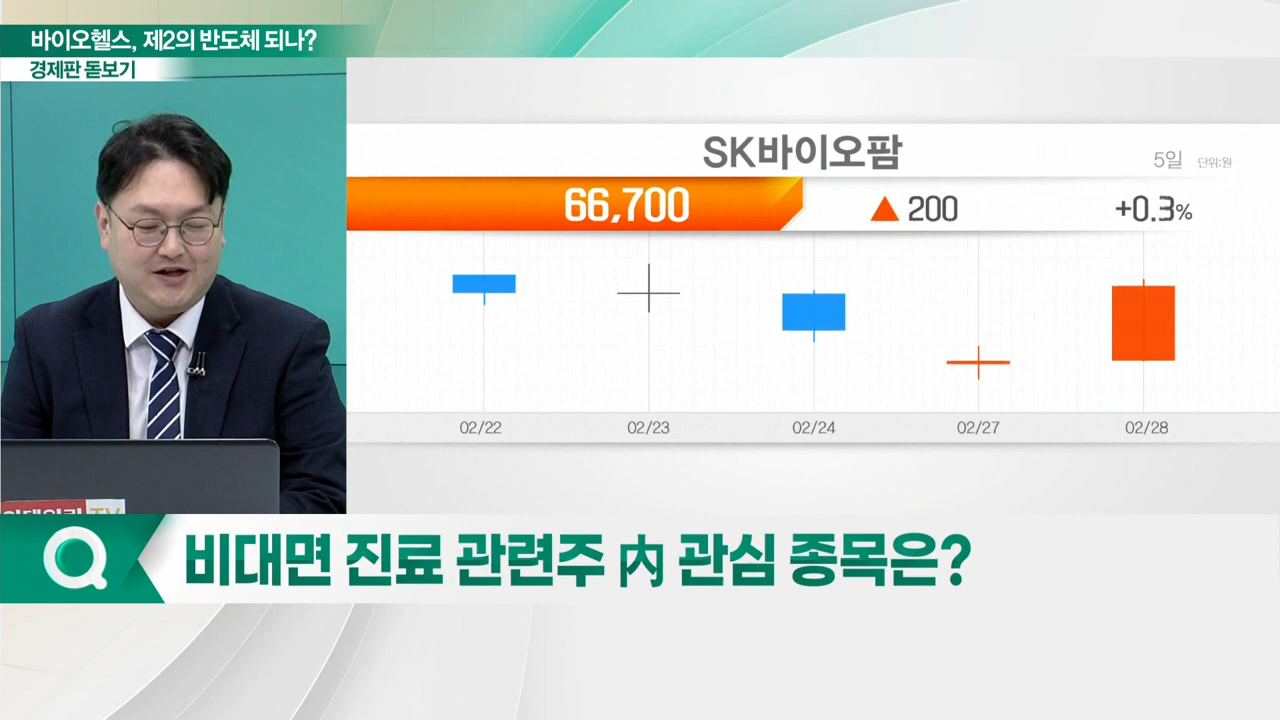 바이오헬스, 제2의 반도체 되나?
경제판 돋보기
SK바이오팜
5일 단위:원
66,700 ▲ 200 +0.3%
02/22 02/23 02/24 02/27 02/28
TV
비대면 진료 관련주 內 관심 종목은?